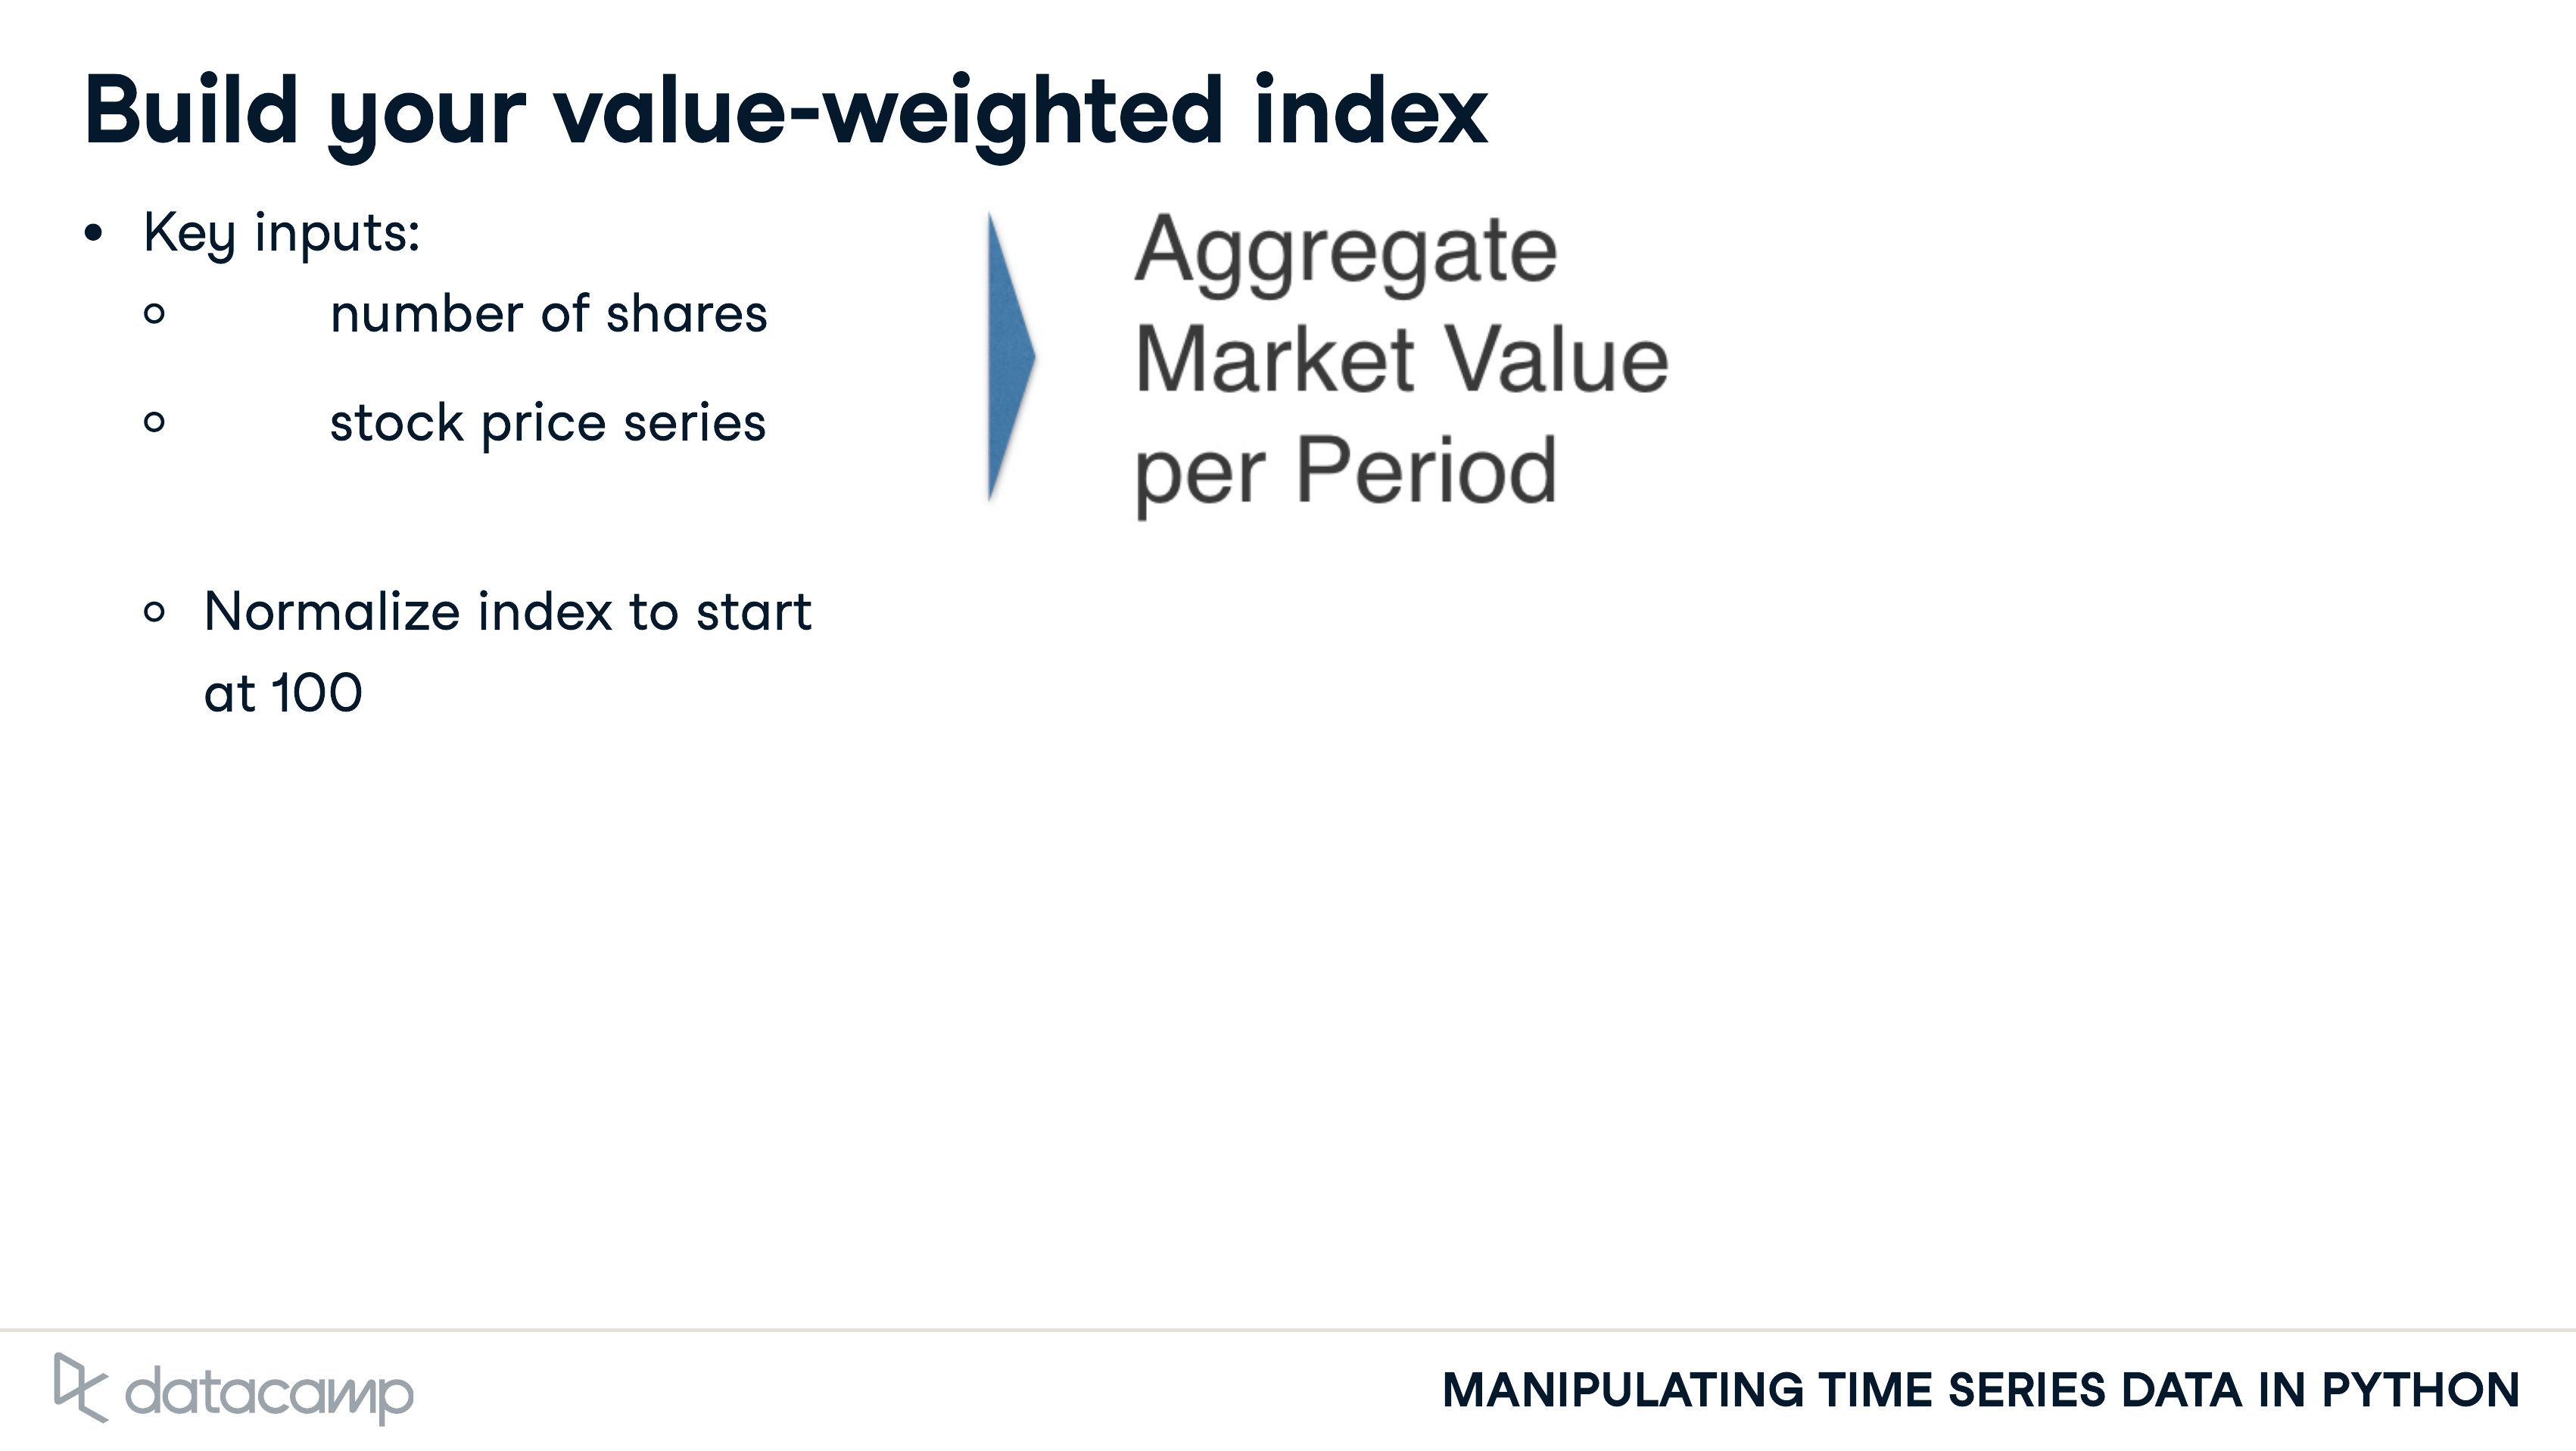 Build your value-weighted index
• Key inputs:
○ number of shares
○ stock price series
○ Normalize index to start
at 100
Aggregate
Market Value
per Period
datacamp
MANIPULATING TIME SERIES DATA IN PYTHON